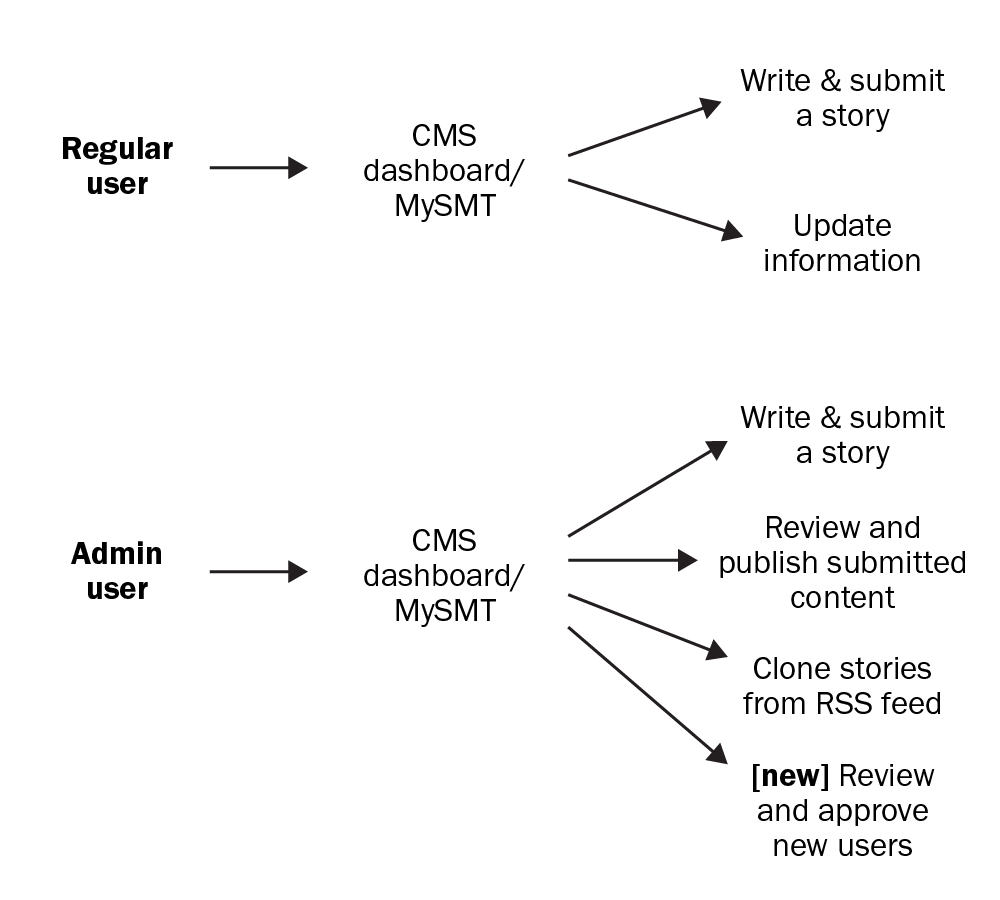 Regular
user
CMS
dashboard/
MySMT
Write & submit
a story
Update
information
Admin
user
CMS
dashboard/
MySMT
Write & submit
a story
Review and
publish submitted
content
Clone stories
from RSS feed
[new] Review
and approve
new users